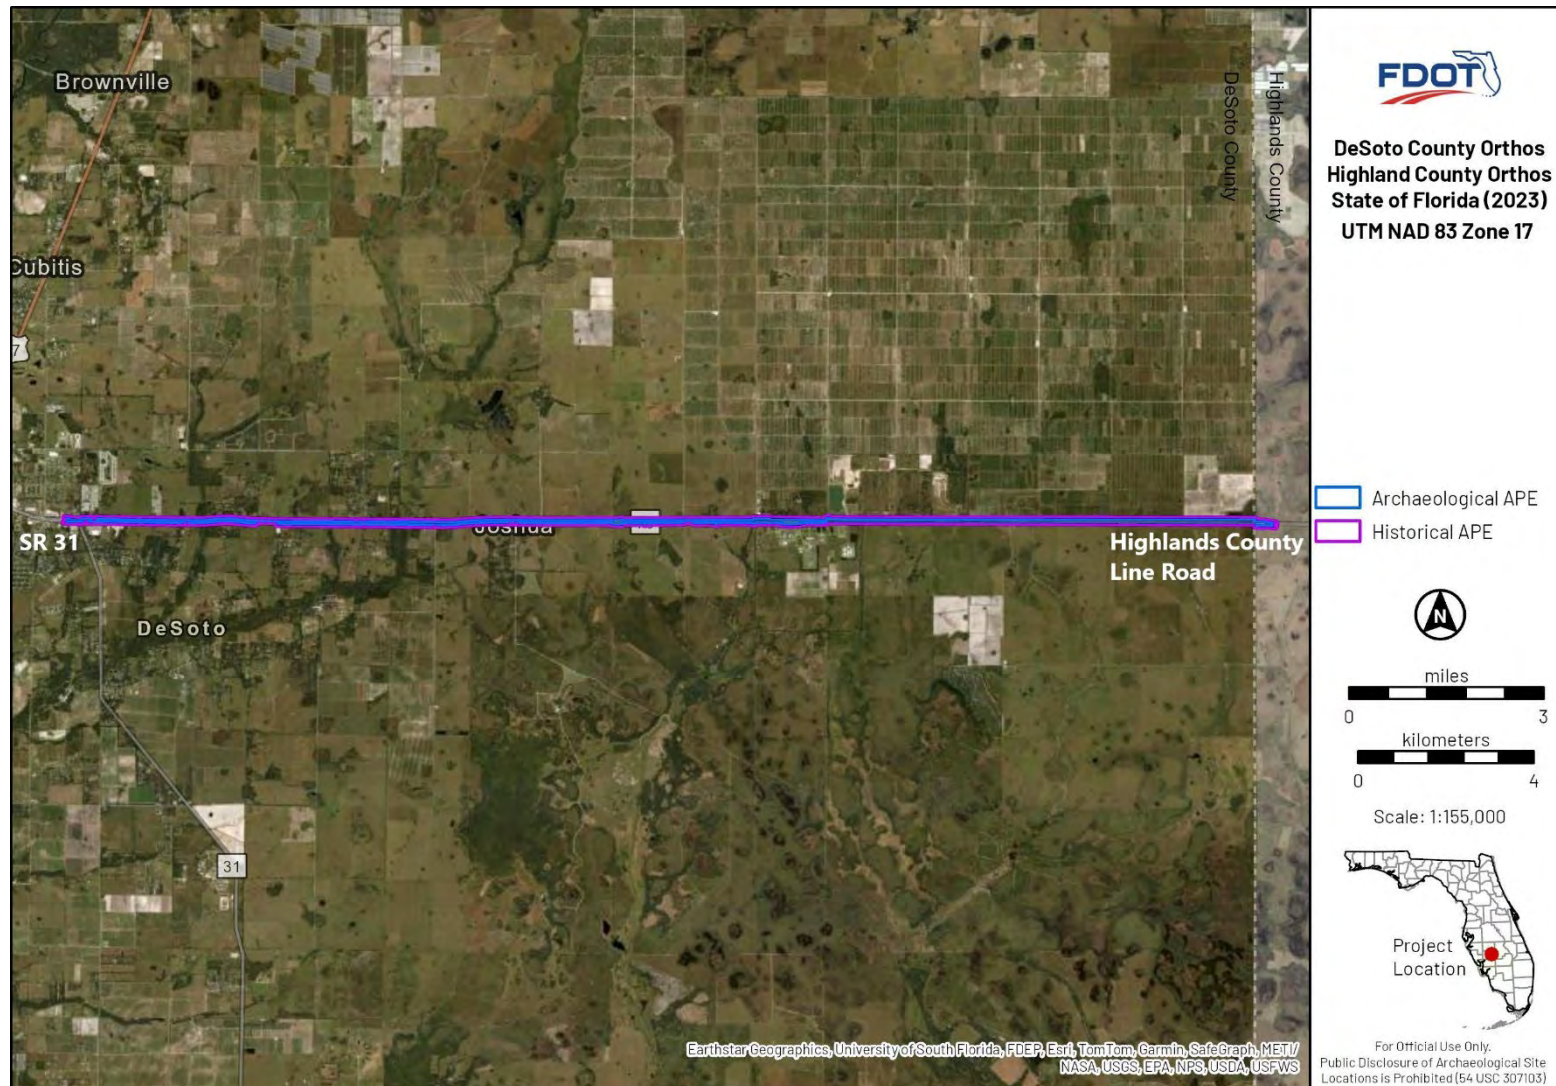 Brownville
Cubitis
7
DeSoto County
Highlands County
SR 31
Joshua
Highlands County
Line Road
DeSoto
31
Earthstar Geographics, University of South Florida, FDEP, Esri, TomTom, Garmin, SafeGraph, METI/
NASA, USGS, EPA, NPS, USDA, USFWS
FDOT
DeSoto County Orthos
Highland County Orthos
State of Florida (2023)
UTM NAD 83 Zone 17
Archaeological APE
Historical APE
N
miles
0 3
kilometers
0 4
Scale: 1:155,000
Project
Location
For Official Use Only.
Public Disclosure of Archaeological Site
Locations is Prohibited (54 USC 307103)